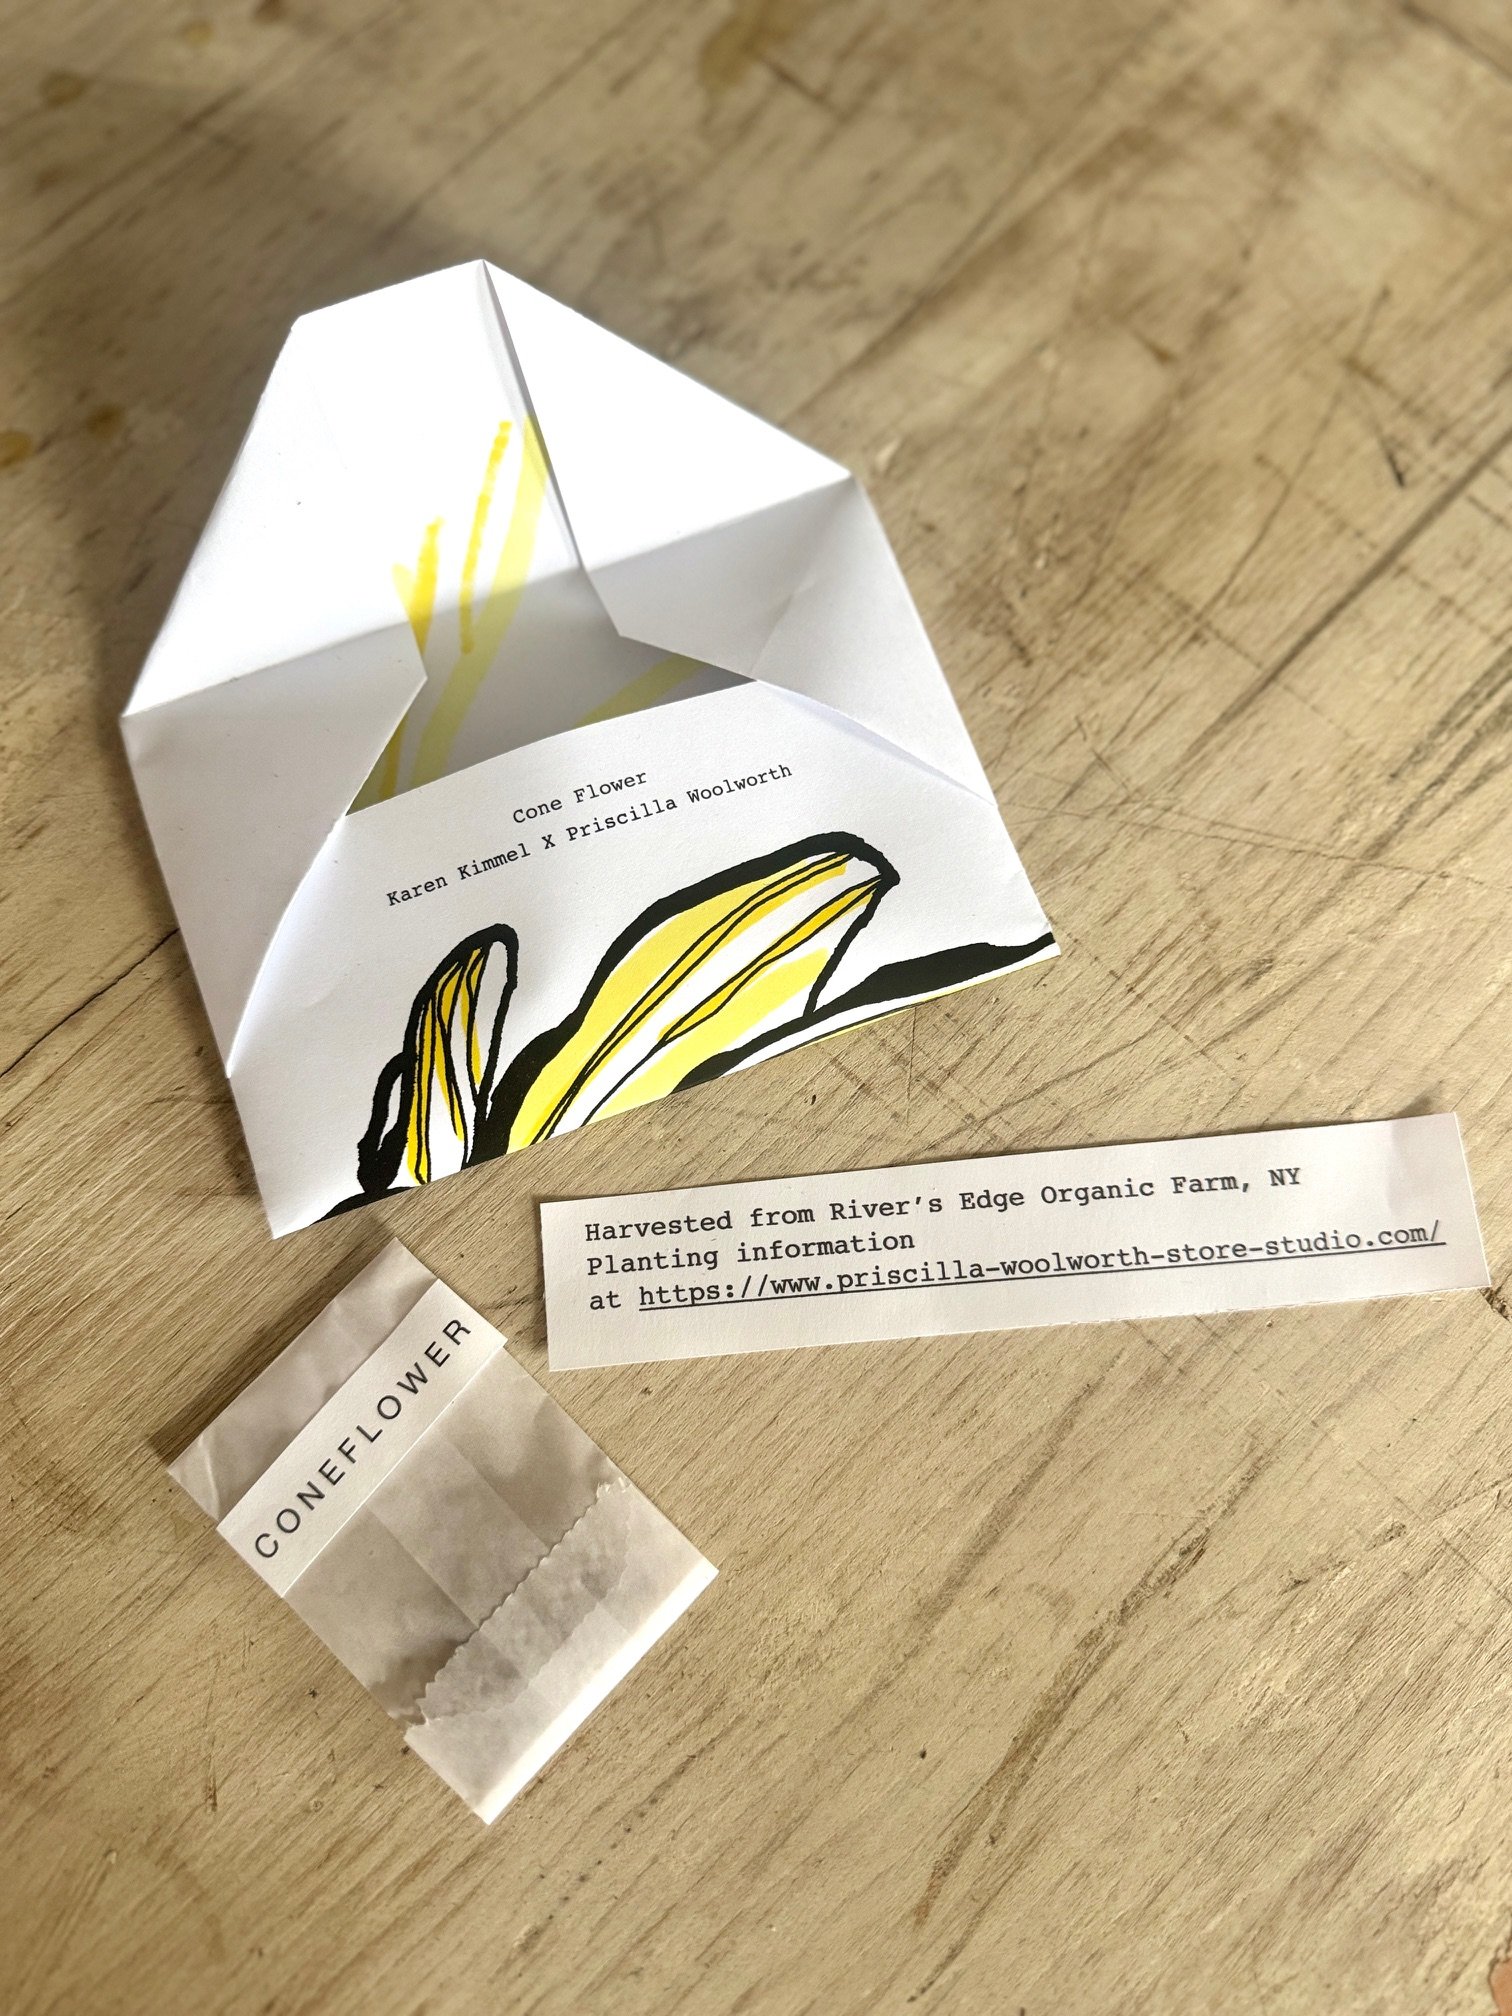 Cone Flower
Karen Kimmel X Priscilla Woolworth
Harvested from River's Edge Organic Farm, NY
Planting information
at https://www.priscilla-woolworth-store-studio.com/
CONEFLOWER